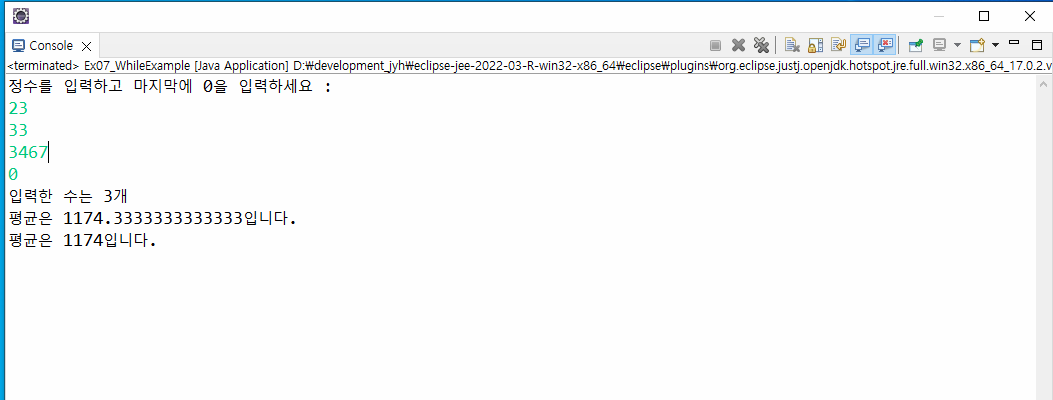 Console
<terminated> Ex07_WhileExample [Java Application] D:₩development_jyh₩eclipse-jee-2022-03-R-win32-x86_64₩eclipse₩plugins₩org.eclipse.justj.openjdk.hotspot.jre.full.win32.x86_64_17.0.2.v
정수를 입력하고 마지막에 0을 입력하세요 :
23
33
3467
0
입력한 수는 3개
평균은 1174.3333333333333입니다.
평균은 1174입니다.